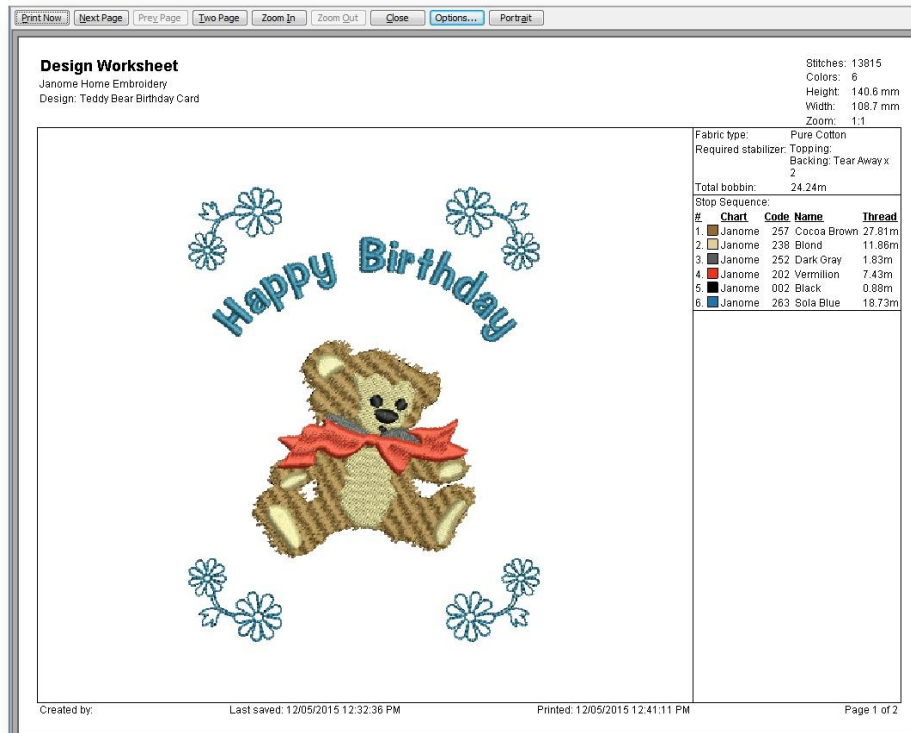 Print Now Next Page Prev Page Two Page Zoom In Zoom Out Close Options... Portrait
Design Worksheet
Janome Home Embroidery
Design: Teddy Bear Birthday Card
Stitches: 13815
Colors: 6
Height: 140.6 mm
Width: 108.7 mm
Zoom: 1:1
Happy Birthday
Fabric type: Pure Cotton
Required stabilizer: Topping:
Backing: Tear Away x
2
Total bobbin: 24.24m
Stop Sequence:
# Chart Code Name Thread
1. Janome 257 Cocoa Brown 27.81m
2. Janome 238 Blond 11.86m
3. Janome 252 Dark Gray 1.83m
4. Janome 202 Vermilion 7.43m
5. Janome 002 Black 0.88m
6. Janome 263 Sola Blue 18.73m
Created by: Last saved: 12/05/2015 12:32:36 PM Printed: 12/05/2015 12:41:11 PM Page 1 of 2